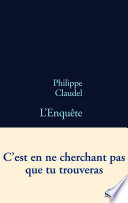 Philippe
Claudel
L'Enquête
C'est en ne cherchant pas
que tu trouveras